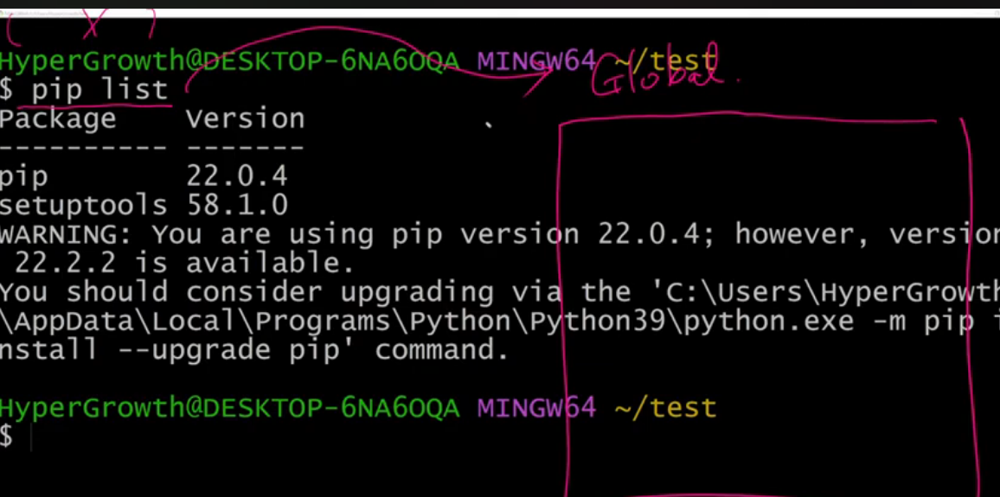 ( X )
HyperGrowth@DESKTOP-6NA6OQA MINGW64 ~/test
$ pip list
Global.
Package    Version
---------- -------
pip        22.0.4
setuptools 58.1.0
WARNING: You are using pip version 22.0.4; however, version
 22.2.2 is available.
You should consider upgrading via the 'C:\Users\HyperGrowth
\AppData\Local\Programs\Python\Python39\python.exe -m pip i
nstall --upgrade pip' command.
HyperGrowth@DESKTOP-6NA6OQA MINGW64 ~/test
$